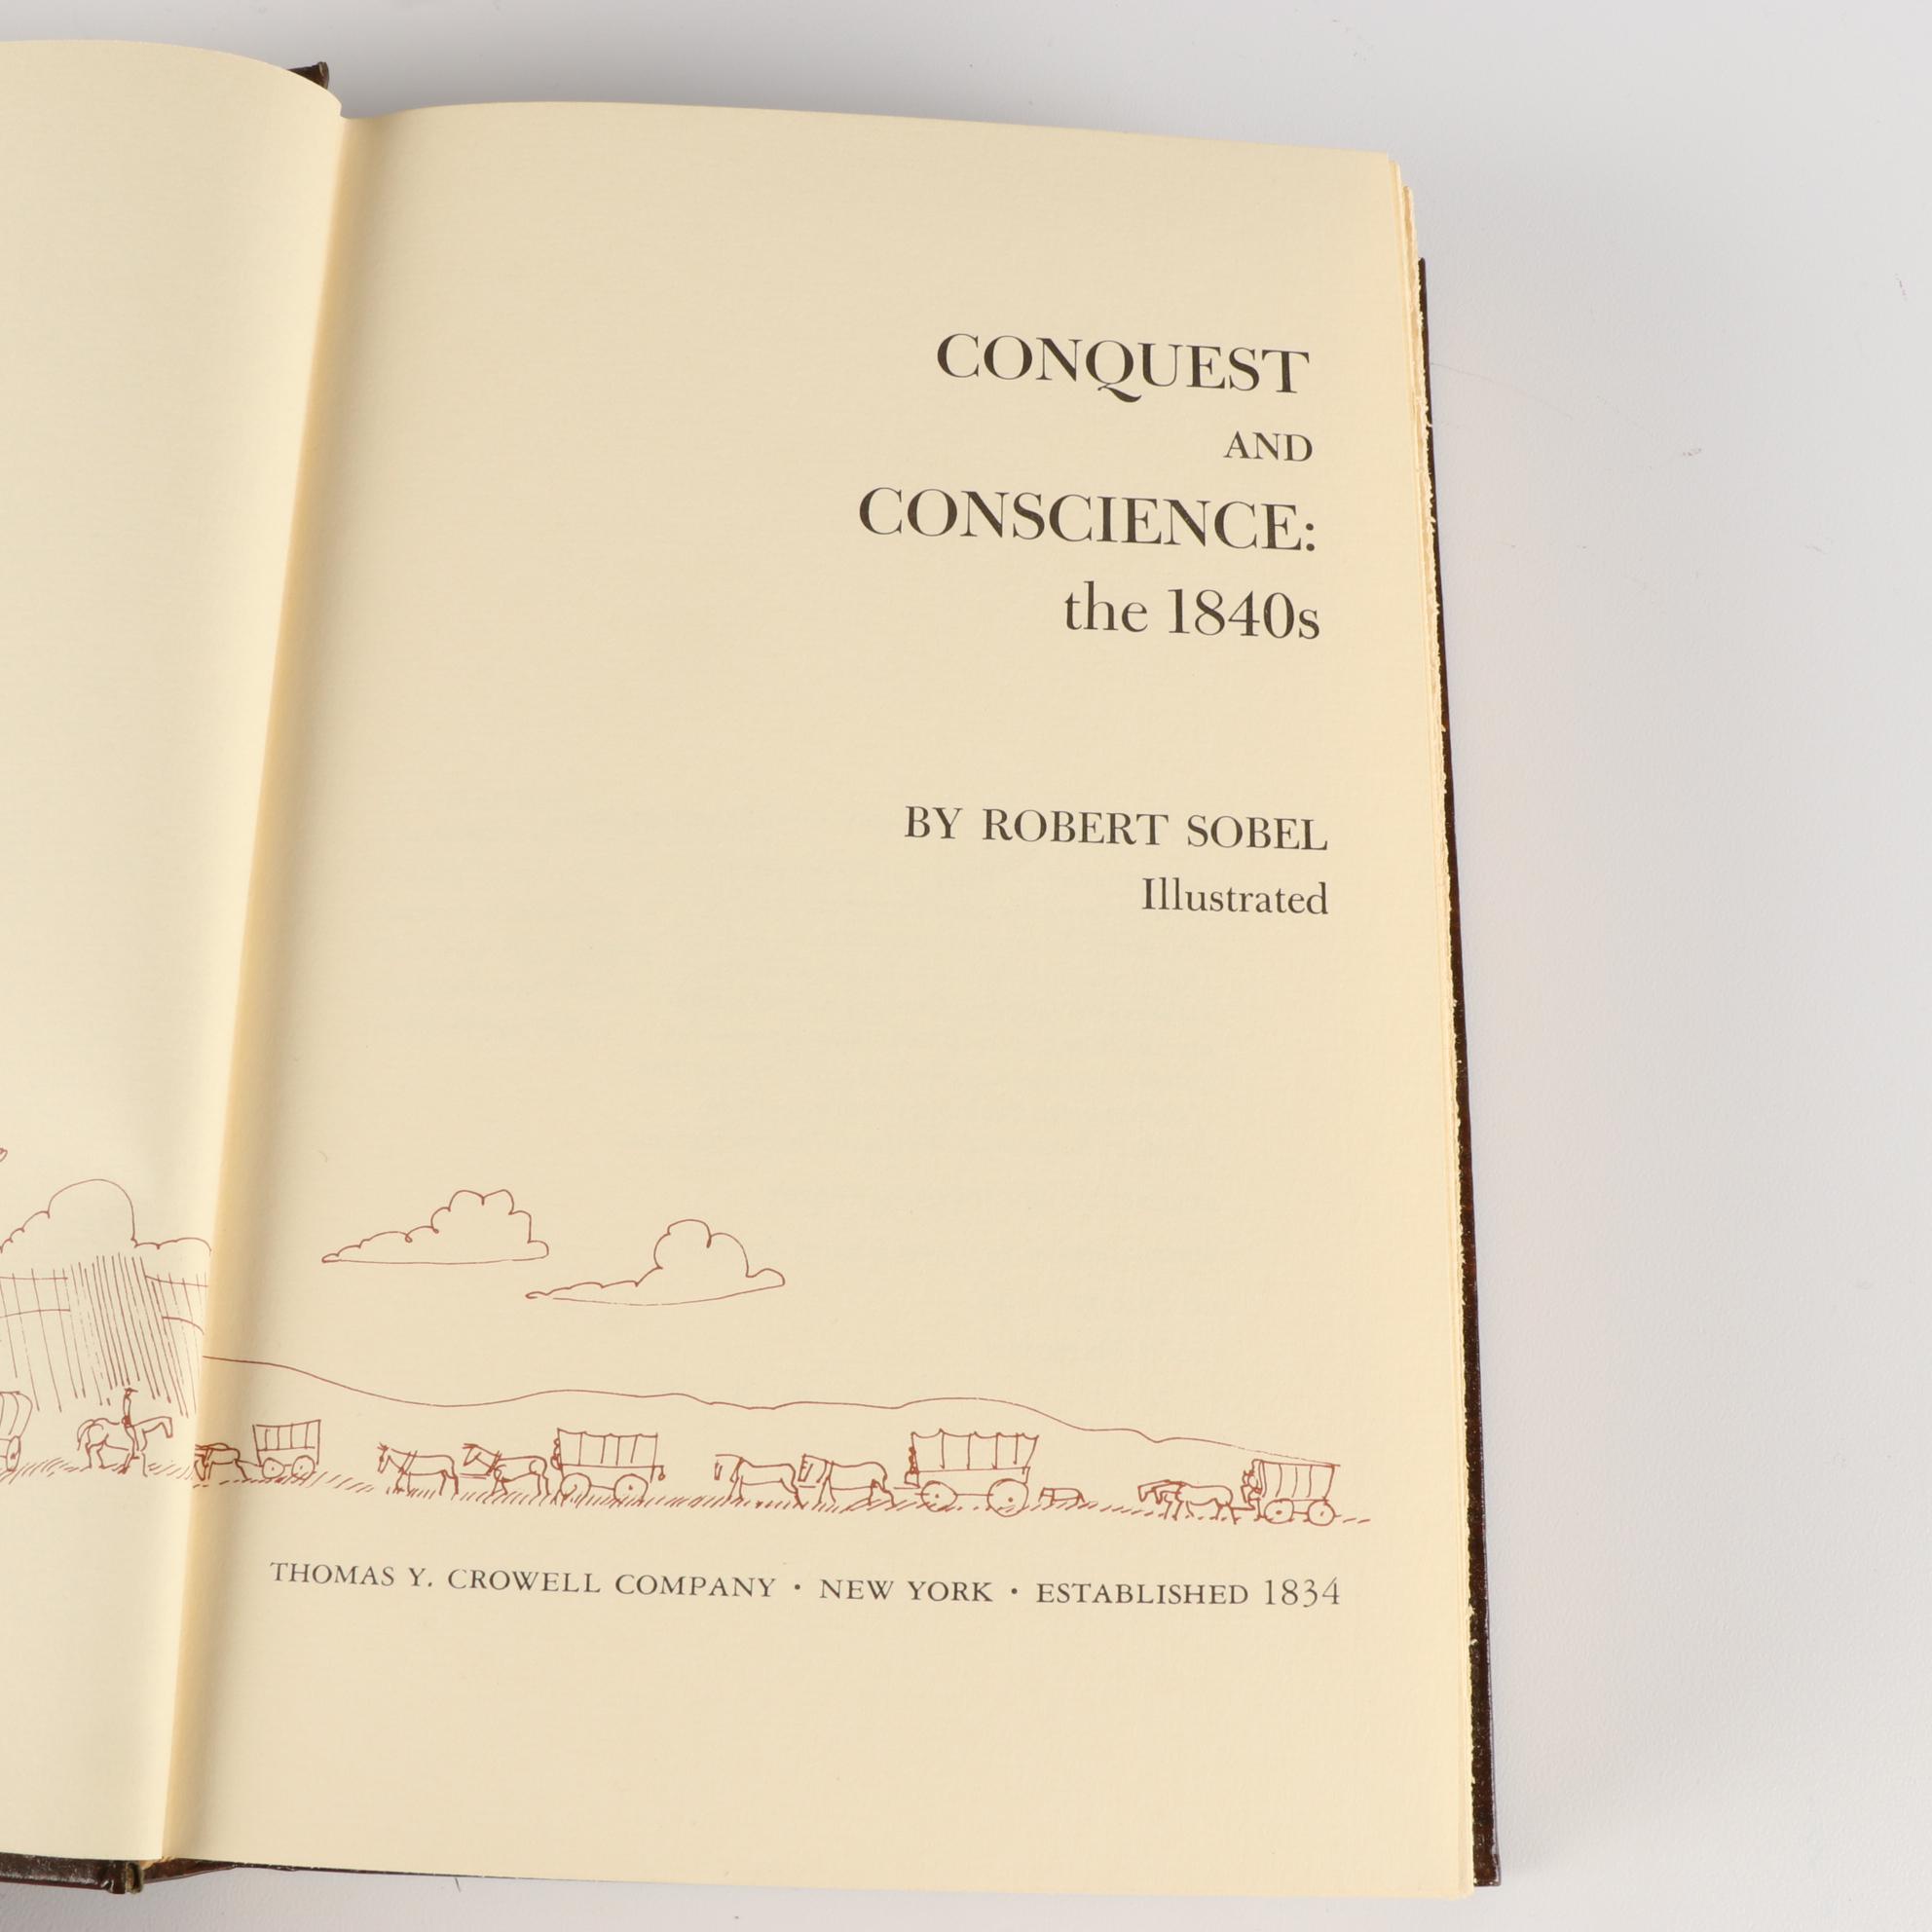 CONQUEST
AND
CONSCIENCE:
the 1840s
BY ROBERT SOBEL
Illustrated
THOMAS Y. CROWELL COMPANY • NEW YORK • ESTABLISHED 1834